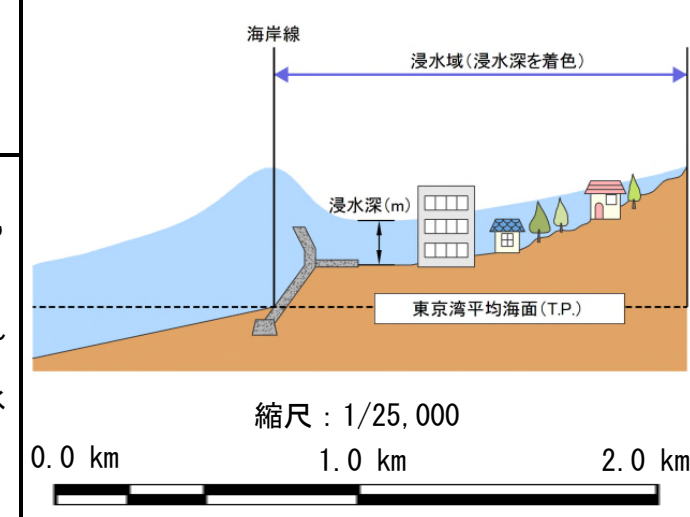 海岸線
浸水域(浸水深を着色)
浸水深(m)
東京湾平均海面(T.P.)
縮尺：1/25,000
0.0 km 1.0 km 2.0 km